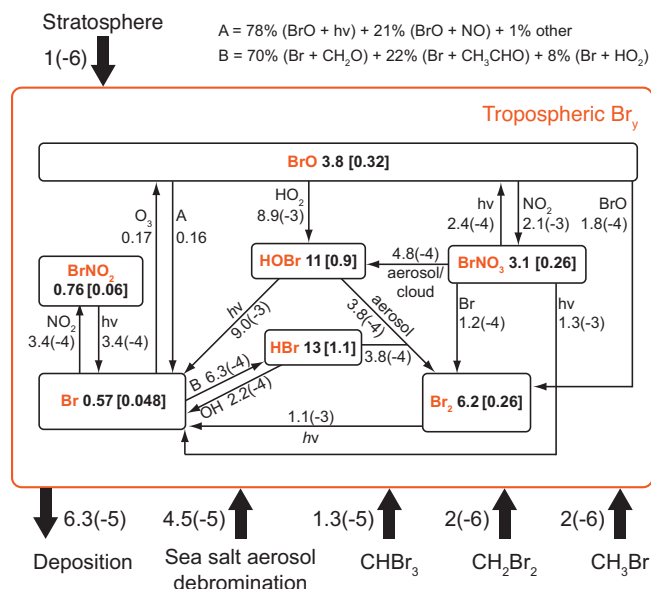 Stratosphere
1(-6)
A = 78% (BrO + hν) + 21% (BrO + NO) + 1% other
B = 70% (Br + CH₂O) + 22% (Br + CH₃CHO) + 8% (Br + HO₂)
Tropospheric Br_y
BrO 3.8 [0.32]
O₃
0.17
A
0.16
HO₂
8.9(-3)
hν
2.4(-4)
NO₂
2.1(-3)
BrO
1.8(-4)
BrNO₂
0.76 [0.06]
HOBr 11 [0.9]
4.8(-4)
aerosol/
cloud
BrNO₃ 3.1 [0.26]
NO₂
3.4(-4)
hν
3.4(-4)
hν
9.0(-3)
aerosol
3.8(-4)
Br
1.2(-4)
hν
1.3(-3)
HBr 13 [1.1]
3.8(-4)
B 6.3(-4)
OH 2.2(-4)
Br 0.57 [0.048]
Br₂ 6.2 [0.26]
1.1(-3)
hν
6.3(-5)
Deposition
4.5(-5)
Sea salt aerosol
debromination
1.3(-5)
CHBr₃
2(-6)
CH₂Br₂
2(-6)
CH₃Br